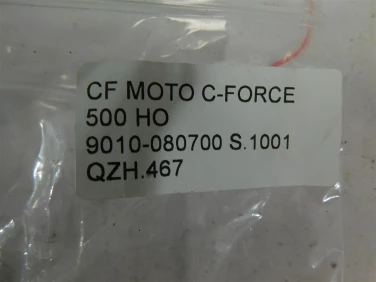 CF MOTO C-FORCE
500 HO
9010-080700 S.1001
QZH.467